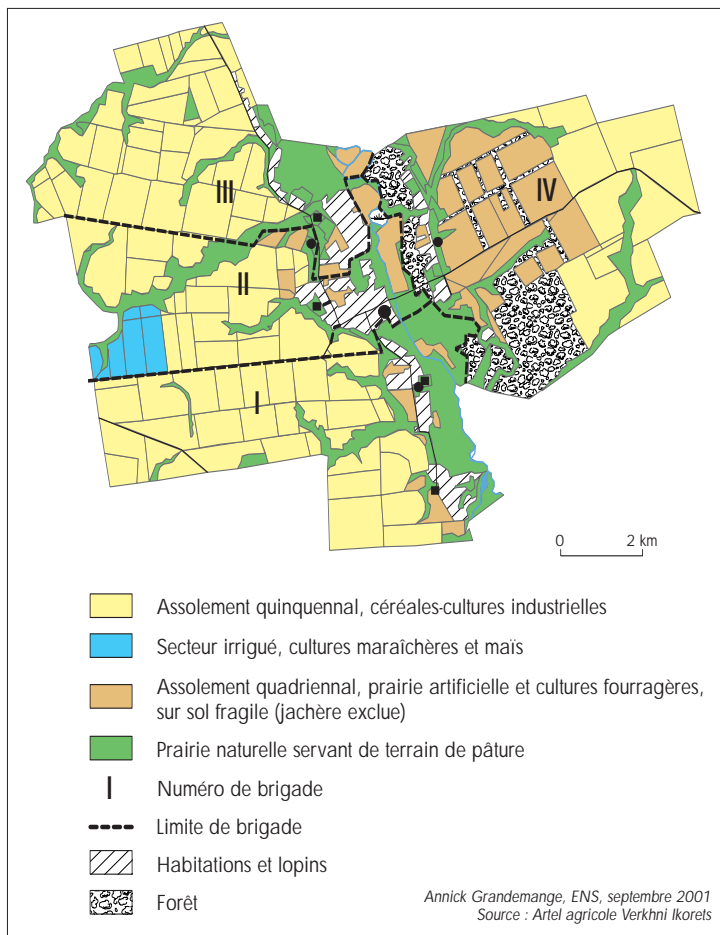 III
IV
II
I
0 2 km
Assolement quinquennal, céréales-cultures industrielles
Secteur irrigué, cultures maraîchères et maïs
Assolement quadriennal, prairie artificielle et cultures fourragères,
sur sol fragile (jachère exclue)
Prairie naturelle servant de terrain de pâture
I Numéro de brigade
Limite de brigade
Habitations et lopins
Forêt
Annick Grandemange, ENS, septembre 2001
Source : Artel agricole Verkhni Ikorets